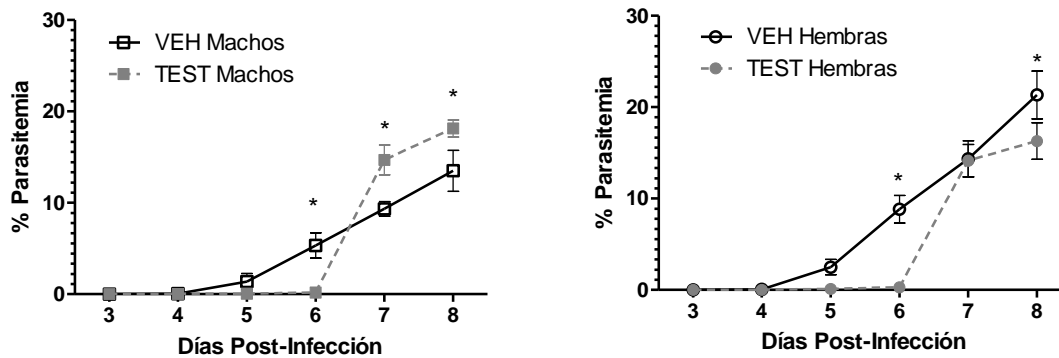 30
20
10
0
% Parasitemia
VEH Machos
TEST Machos
*
*
*
3 4 5 6 7 8
Días Post-Infección
30
20
10
0
% Parasitemia
VEH Hembras
TEST Hembras
*
*
3 4 5 6 7 8
Días Post-Infección